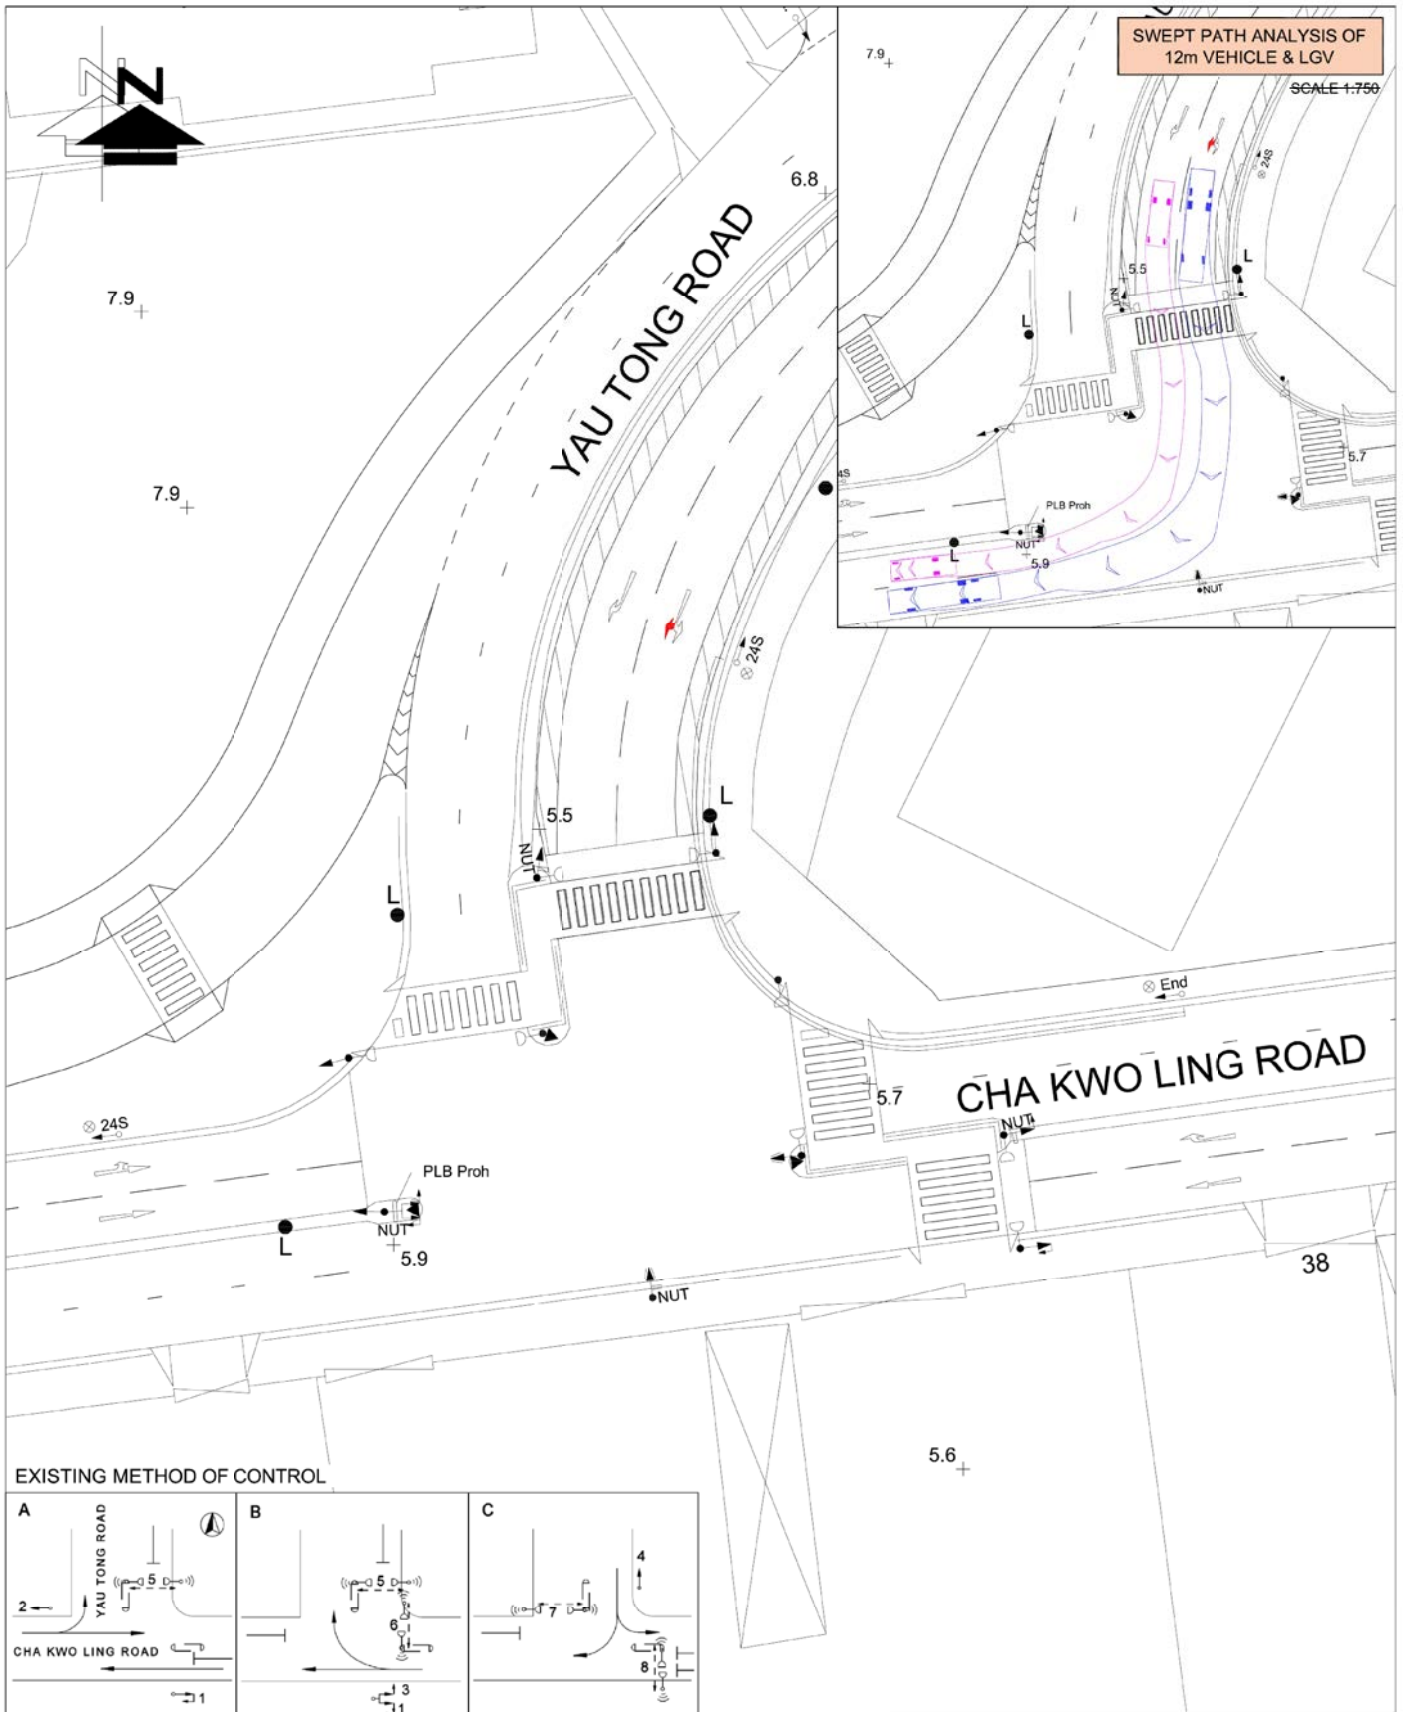 Z
Z
SWEPT PATH ANALYSIS OF
12m VEHICLE & LGV
SCALE 1:750
7.9
24S
L
5.5
NUT
L
5.7
4S
PLB Proh
NUT
L
5.9
NUT
6.8
YAU TONG ROAD
7.9
7.9
24S
L
5.5
NUT
L
End
CHA KWO LING ROAD
5.7
NUT
24S
PLB Proh
NUT
L
5.9
NUT
38
5.6
EXISTING METHOD OF CONTROL
A
YAU TONG ROAD
5
2
CHA KWO LING ROAD
1
B
5
6
3
1
C
4
7
8